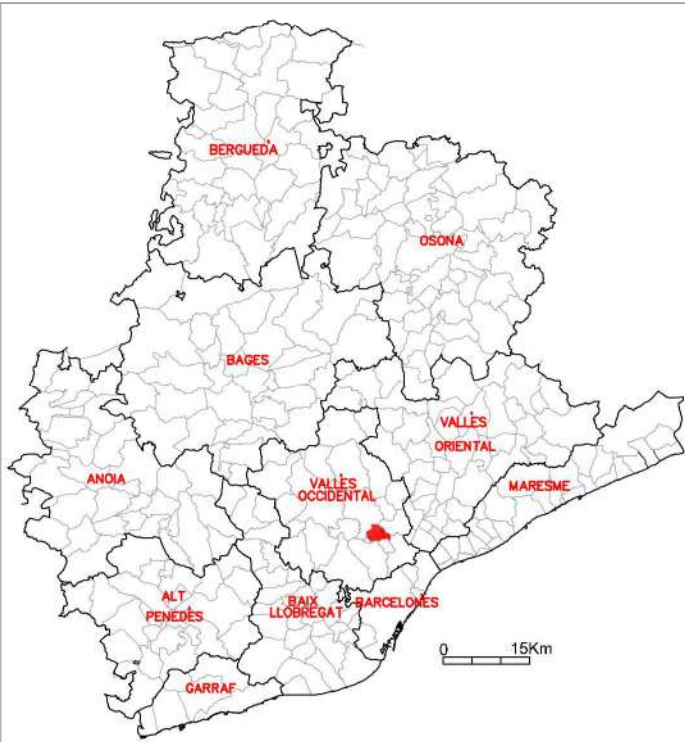 BERGUEDÀ
OSONA
BAGES
VALLÈS
ORIENTAL
ANOIA
VALLÈS
OCCIDENTAL
MARESME
ALT
PENEDÈS
BAIX
LLOBREGAT
BARCELONÈS
0 15Km
GARRAF